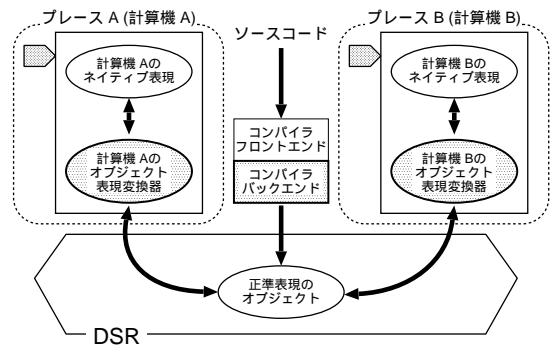 プレース A (計算機 A)
計算機 Aの
ネイティブ表現
計算機 Aの
オブジェクト
表現変換器
ソースコード
コンパイラ
フロントエンド
コンパイラ
バックエンド
プレース B (計算機 B)
計算機 Bの
ネイティブ表現
計算機 Bの
オブジェクト
表現変換器
正準表現の
オブジェクト
DSR